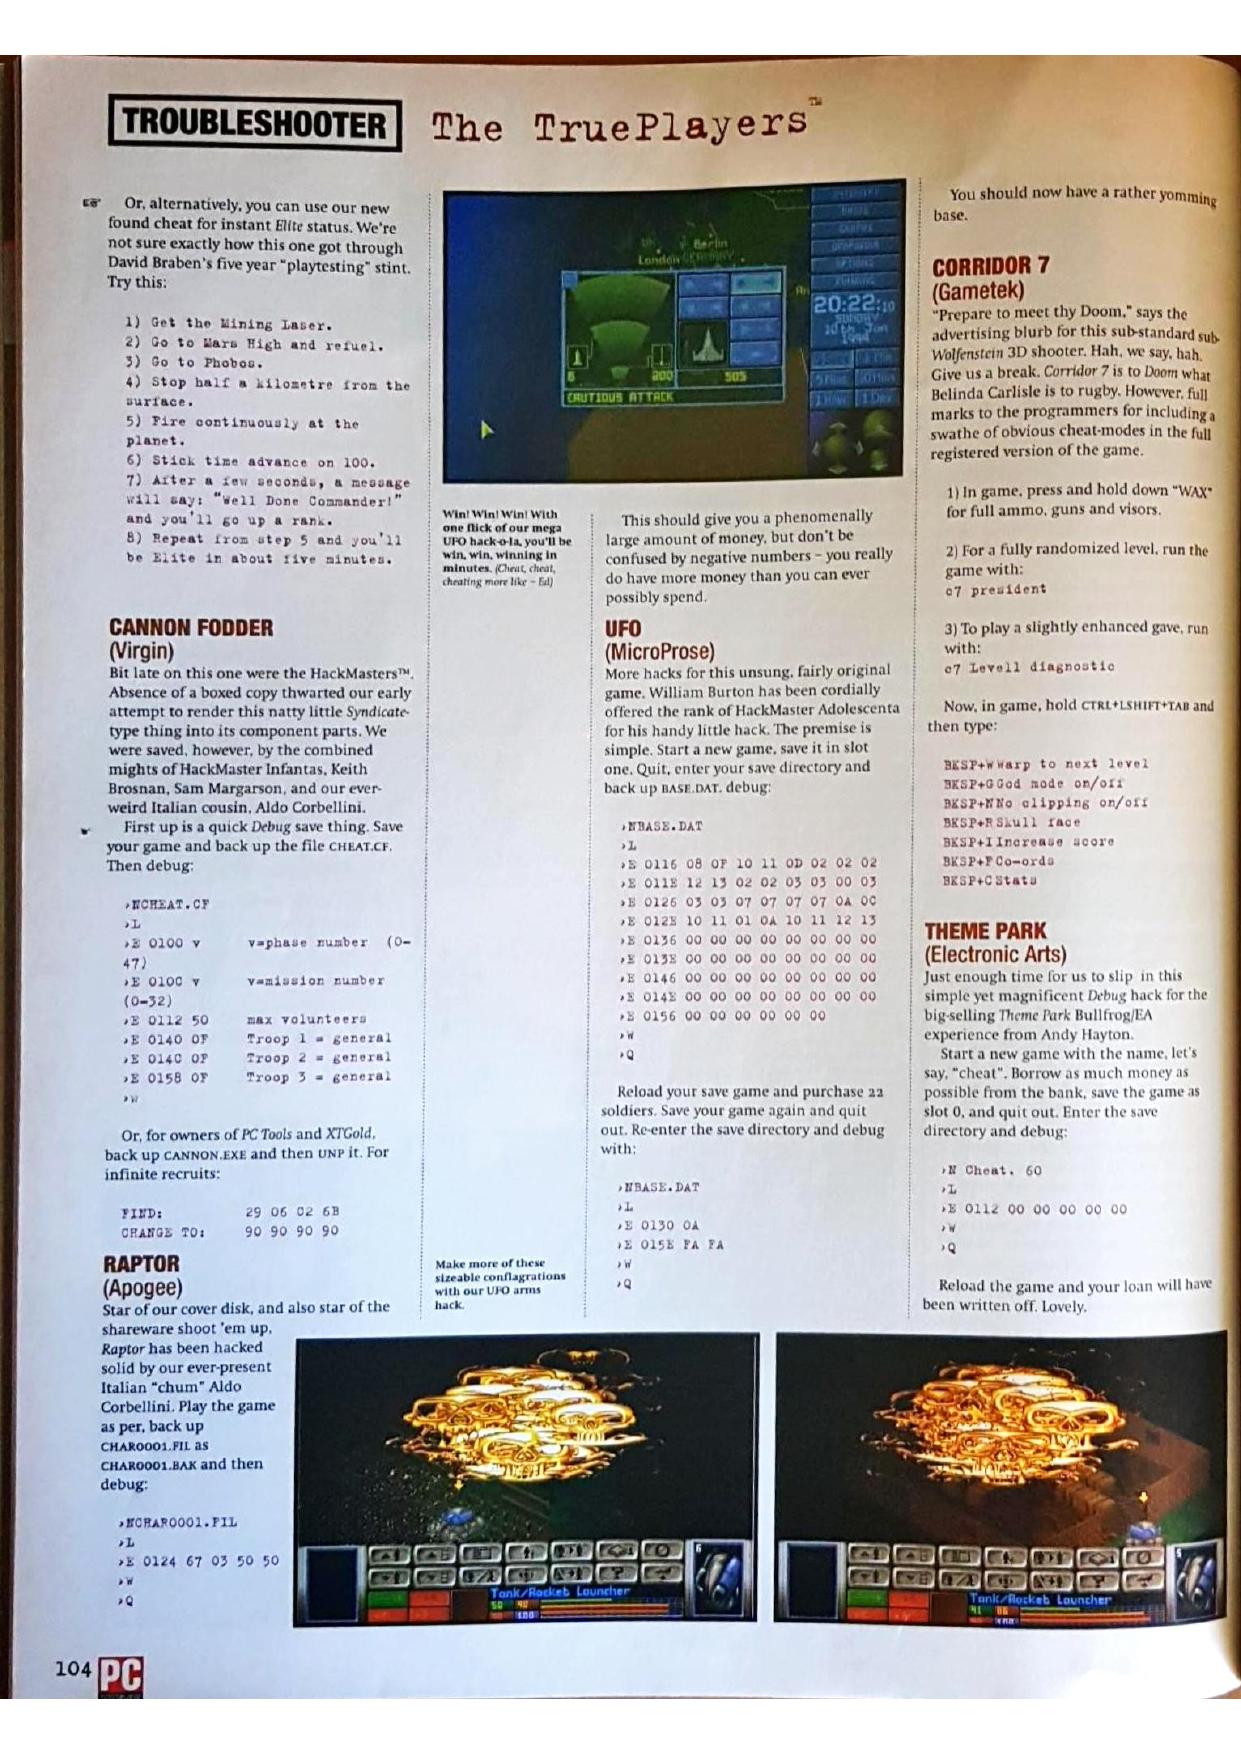 TROUBLESHOOTER The TruePlayers™
Or, alternatively, you can use our new
found cheat for instant Elite status. We're
not sure exactly how this one got through
David Braben's five year "playtesting" stint.
Try this:
1) Get the Mining Laser.
2) Go to Mars High and refuel.
3) Go to Phobos.
4) Stop half a kilometre from the
surface.
5) Fire continuously at the
planet.
6) Stick time advance on 100.
7) After a few seconds, a message
will say: "Well Done Commander!"
and you'll go up a rank.
8) Repeat from step 5 and you'll
be Elite in about five minutes.
CANNON FODDER
(Virgin)
Bit late on this one were the HackMasters™.
Absence of a boxed copy thwarted our early
attempt to render this natty little Syndicate-
type thing into its component parts. We
were saved, however, by the combined
mights of HackMaster Infantas, Keith
Brosnan, Sam Margarson, and our ever-
weird Italian cousin, Aldo Corbellini.
First up is a quick Debug save thing. Save
your game and back up the file CHEAT.CF.
Then debug:
›NCHEAT.CF
›L
›E 0100 v v=phase number (0-
47)
›E 010C v v=mission number
(0-32)
›E 0112 50 max volunteers
›E 0140 0F Troop 1 = general
›E 014C 0F Troop 2 = general
›E 0158 0F Troop 3 = general
›W
Or, for owners of PC Tools and XTGold,
back up CANNON.EXE and then UNP it. For
infinite recruits:
FIND: 29 06 02 6B
CHANGE TO: 90 90 90 90
RAPTOR
(Apogee)
Star of our cover disk, and also star of the
shareware shoot 'em up,
Raptor has been hacked
solid by our ever-present
Italian "chum" Aldo
Corbellini. Play the game
as per, back up
CHAR0001.FIL as
CHAR0001.BAK and then
debug:
›NCHAR0001.FIL
›L
›E 0124 67 03 50 50
›W
›Q
Berlin
London
20:22:10
SUNDAY
10th Jan
1999
6 200 505
CAUTIOUS ATTACK
Win! Win! Win! With
one flick of our mega
UFO hack-o-la, you'll be
win, win, winning in
minutes. (Cheat, cheat,
cheating more like – Ed)
This should give you a phenomenally
large amount of money, but don't be
confused by negative numbers – you really
do have more money than you can ever
possibly spend.
UFO
(MicroProse)
More hacks for this unsung, fairly original
game. William Burton has been cordially
offered the rank of HackMaster Adolescenta
for his handy little hack. The premise is
simple. Start a new game, save it in slot
one. Quit, enter your save directory and
back up BASE.DAT. debug:
›NBASE.DAT
›L
›E 0116 08 0F 10 11 0D 02 02 02
›E 011E 12 13 02 02 03 03 00 03
›E 0126 03 03 07 07 07 07 0A 0C
›E 012E 10 11 01 0A 10 11 12 13
›E 0136 00 00 00 00 00 00 00 00
›E 013E 00 00 00 00 00 00 00 00
›E 0146 00 00 00 00 00 00 00 00
›E 014E 00 00 00 00 00 00 00 00
›E 0156 00 00 00 00 00 00
›W
›Q
Reload your save game and purchase 22
soldiers. Save your game again and quit
out. Re-enter the save directory and debug
with:
›NBASE.DAT
›L
›E 0130 0A
›E 015E FA FA
›W
›Q
Make more of these
sizeable conflagrations
with our UFO arms
hack.
You should now have a rather yomming
base.
CORRIDOR 7
(Gametek)
"Prepare to meet thy Doom," says the
advertising blurb for this sub-standard sub-
Wolfenstein 3D shooter. Hah, we say, hah.
Give us a break. Corridor 7 is to Doom what
Belinda Carlisle is to rugby. However, full
marks to the programmers for including a
swathe of obvious cheat-modes in the full
registered version of the game.
1) In game, press and hold down "WAX"
for full ammo, guns and visors.
2) For a fully randomized level, run the
game with:
c7 president
3) To play a slightly enhanced gave, run
with:
c7 Level1 diagnostic
Now, in game, hold CTRL+LSHIFT+TAB and
then type:
BKSP+WWarp to next level
BKSP+GGod mode on/off
BKSP+NNo clipping on/off
BKSP+RSkull face
BKSP+IIncrease score
BKSP+FCo-ords
BKSP+CStats
THEME PARK
(Electronic Arts)
Just enough time for us to slip in this
simple yet magnificent Debug hack for the
big-selling Theme Park Bullfrog/EA
experience from Andy Hayton.
Start a new game with the name, let's
say, "cheat". Borrow as much money as
possible from the bank, save the game as
slot 0, and quit out. Enter the save
directory and debug:
›N Cheat. 60
›L
›E 0112 00 00 00 00 00
›W
›Q
Reload the game and your loan will have
been written off. Lovely.
Tank/Rocket Launcher
Tank/Rocket Launcher
104 PC